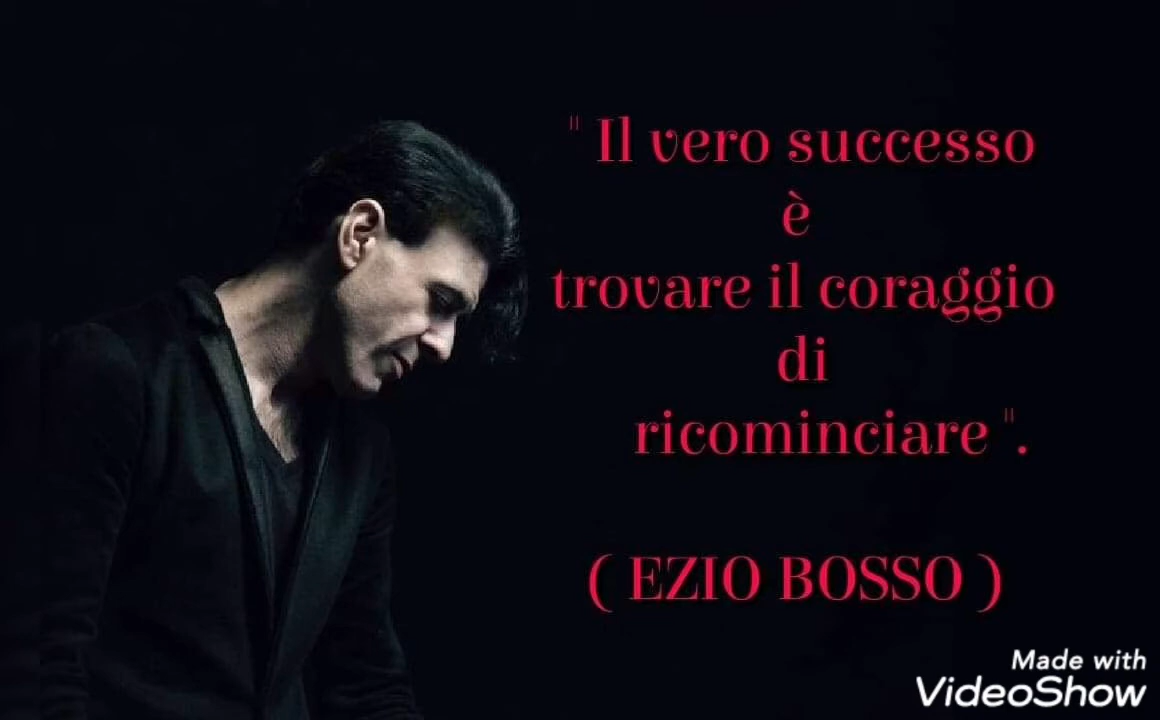 " Il vero successo
è
trovare il coraggio
di
ricominciare ".
( EZIO BOSSO )
Made with
VideoShow